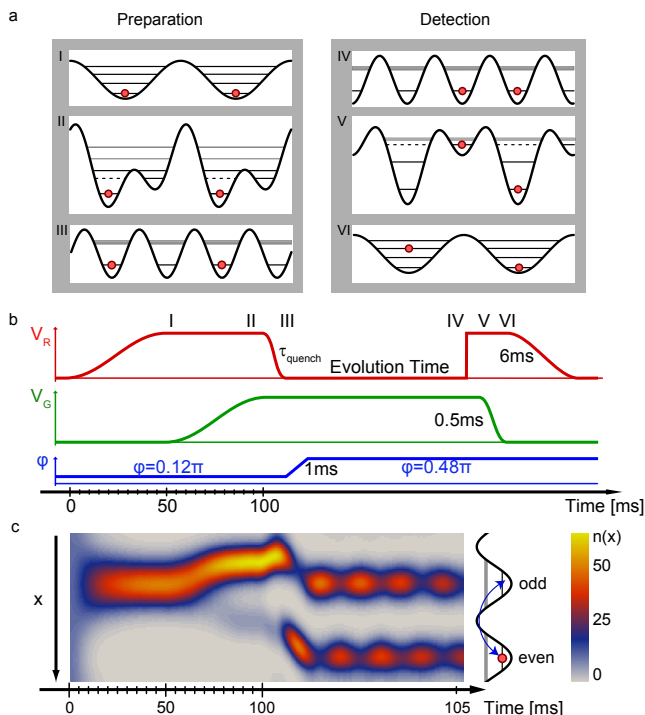 a
Preparation
Detection
I
II
III
IV
V
VI
b
I II III IV V VI
V_R
τ_quench
Evolution Time
6ms
V_G
0.5ms
φ
φ=0.12π
1ms
φ=0.48π
0 50 100 Time [ms]
c
n(x)
50
25
0
x
odd
even
0 50 100 105 Time [ms]